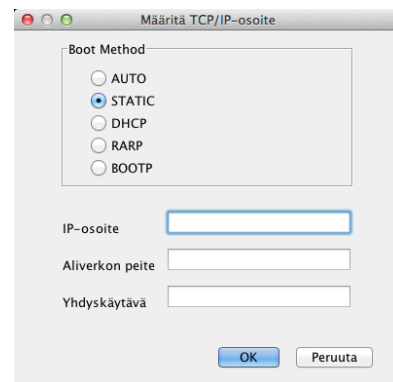 Määritä TCP/IP-osoite
Boot Method
AUTO
STATIC
DHCP
RARP
BOOTP
IP-osoite
Aliverkon peite
Yhdyskäytävä
OK Peruuta